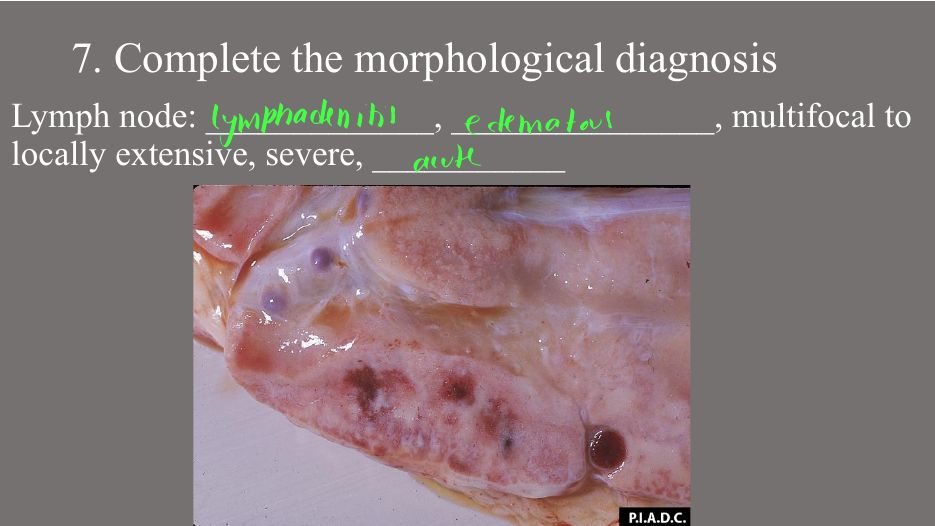 7. Complete the morphological diagnosis
Lymph node: lymphadenitis, edematous, multifocal to
locally extensive, severe, acute
P.I.A.D.C.